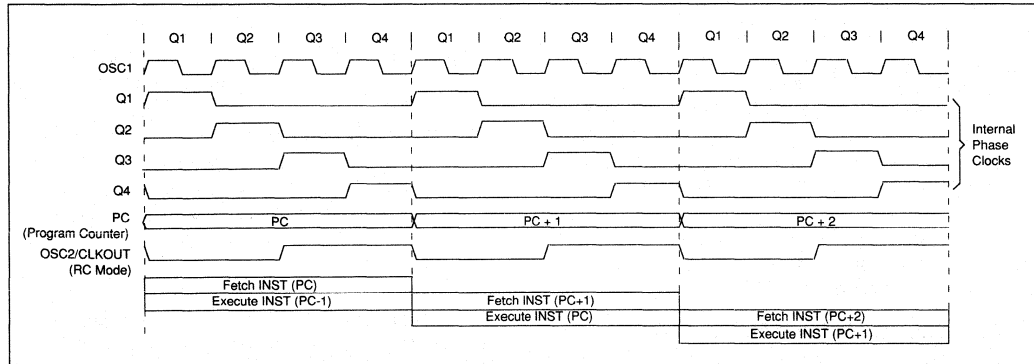 Q1 | Q2 | Q3 | Q4 | Q1 | Q2 | Q3 | Q4 | Q1 | Q2 | Q3 | Q4
OSC1
Q1
Q2
Q3
Q4
Internal
Phase
Clocks
PC
(Program Counter)
PC
PC + 1
PC + 2
OSC2/CLKOUT
(RC Mode)
Fetch INST (PC)
Execute INST (PC-1)
Fetch INST (PC+1)
Execute INST (PC)
Fetch INST (PC+2)
Execute INST (PC+1)